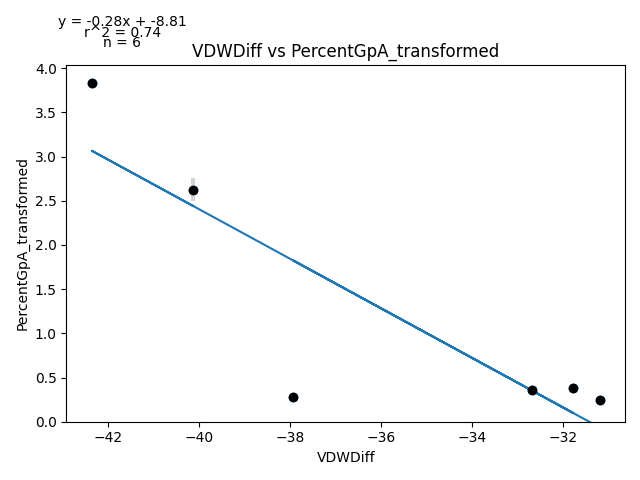 y = -0.28x + -8.81
r^2 = 0.74
n = 6
VDWDiff vs PercentGpA_transformed
4.0
3.5
3.0
2.5
2.0
1.5
1.0
0.5
0.0
PercentGpA_transformed
−42 −40 −38 −36 −34 −32
VDWDiff